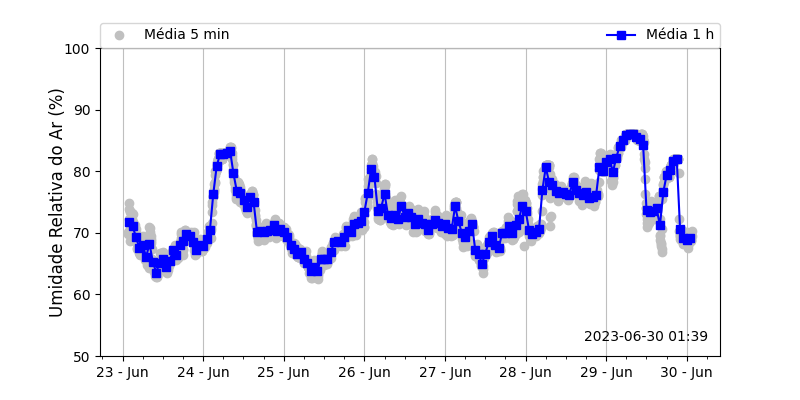 Média 5 min
Média 1 h
Umidade Relativa do Ar (%)
100
90
80
70
60
50
2023-06-30 01:39
23 - Jun
24 - Jun
25 - Jun
26 - Jun
27 - Jun
28 - Jun
29 - Jun
30 - Jun